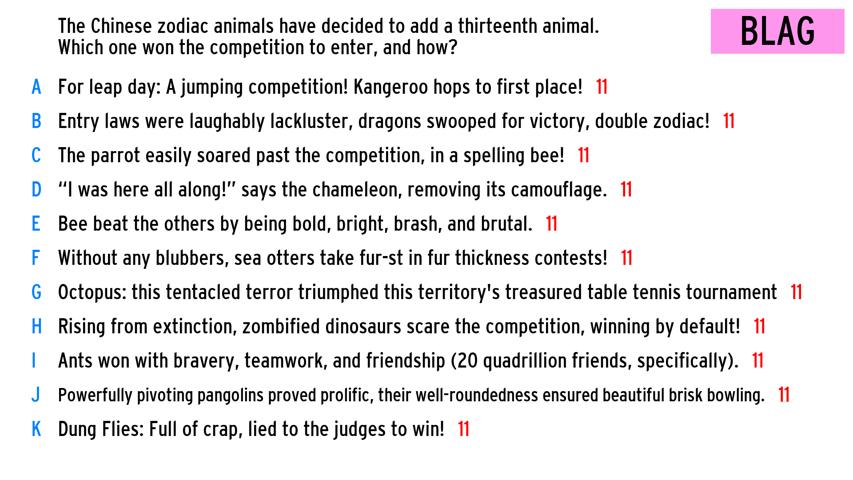 The Chinese zodiac animals have decided to add a thirteenth animal.
Which one won the competition to enter, and how?
BLAG
A For leap day: A jumping competition! Kangeroo hops to first place! 11
B Entry laws were laughably lackluster, dragons swooped for victory, double zodiac! 11
C The parrot easily soared past the competition, in a spelling bee! 11
D “I was here all along!” says the chameleon, removing its camouflage. 11
E Bee beat the others by being bold, bright, brash, and brutal. 11
F Without any blubbers, sea otters take fur-st in fur thickness contests! 11
G Octopus: this tentacled terror triumphed this territory's treasured table tennis tournament 11
H Rising from extinction, zombified dinosaurs scare the competition, winning by default! 11
I Ants won with bravery, teamwork, and friendship (20 quadrillion friends, specifically). 11
J Powerfully pivoting pangolins proved prolific, their well-roundedness ensured beautiful brisk bowling. 11
K Dung Flies: Full of crap, lied to the judges to win! 11